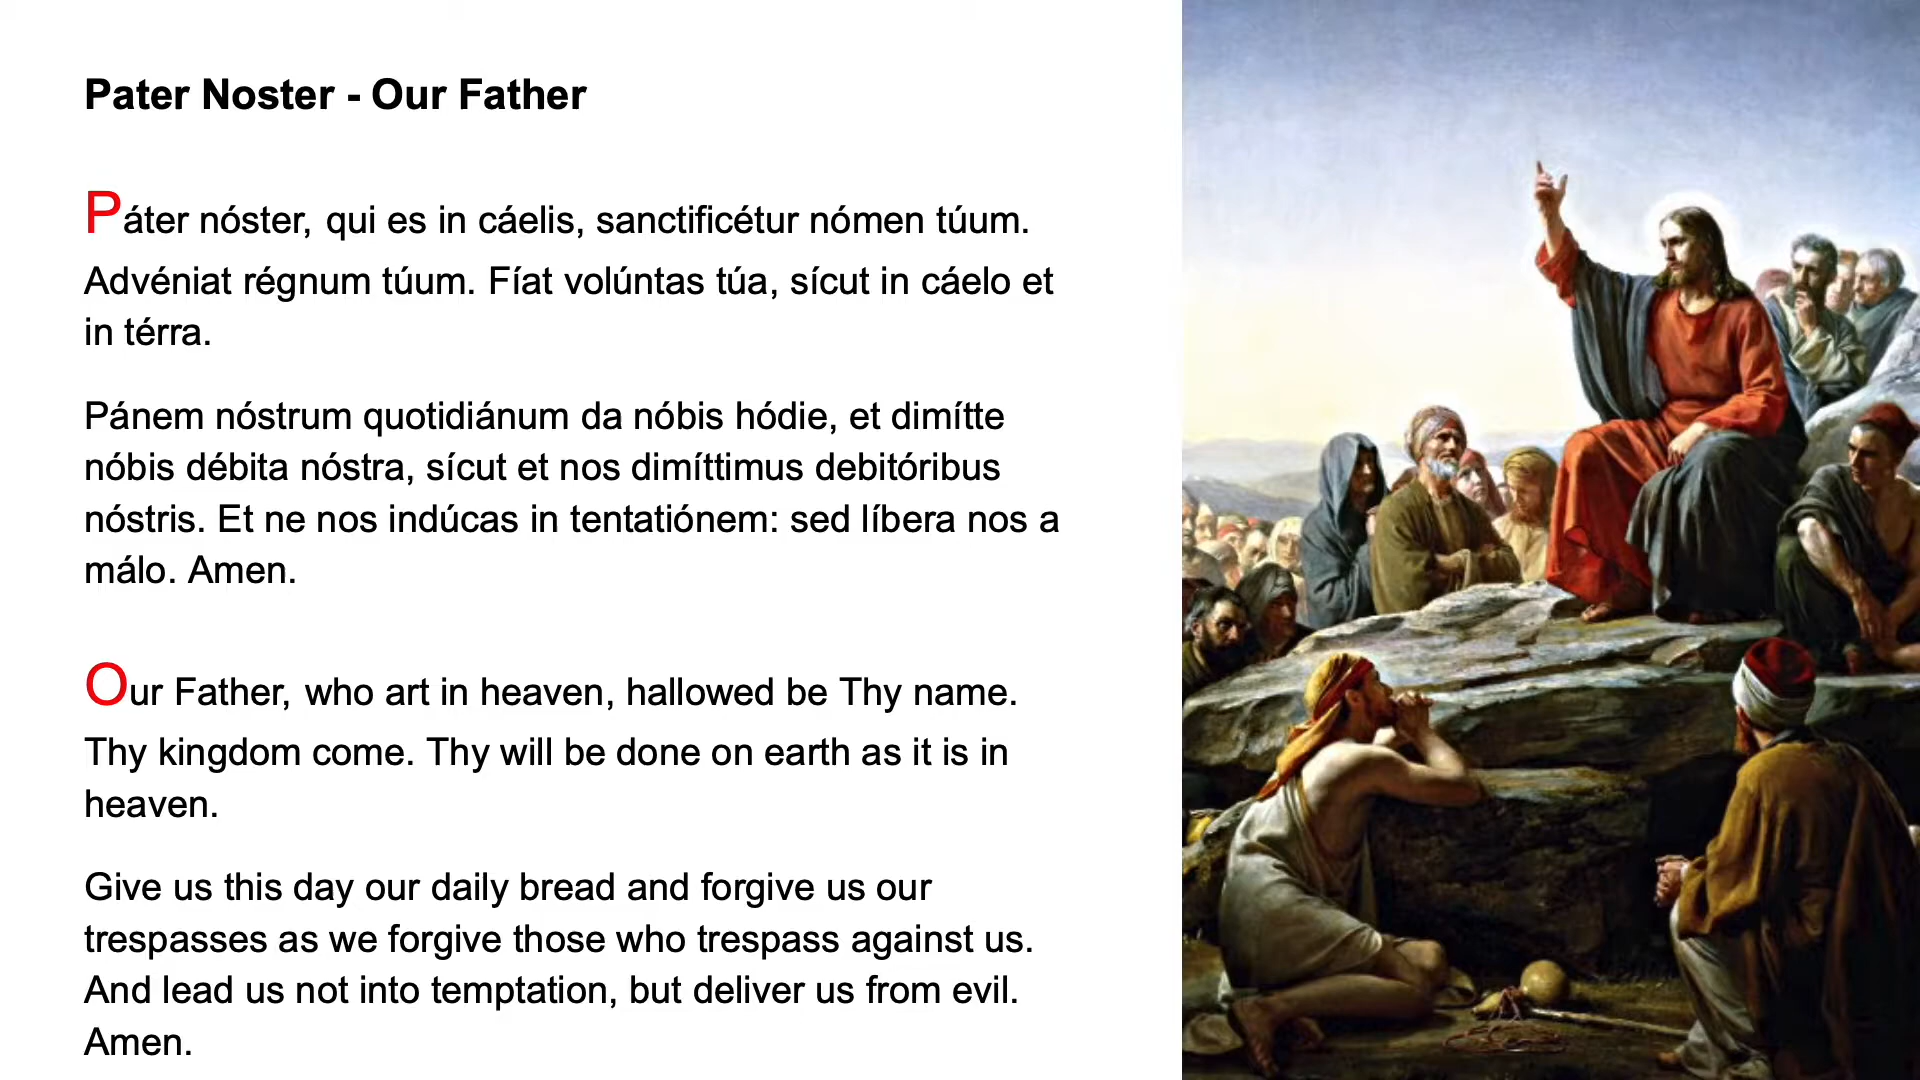 Pater Noster - Our Father
Páter nóster, qui es in cáelis, sanctificétur nómen túum.
Advéniat régnum túum. Fíat volúntas túa, sícut in cáelo et
in térra.
Pánem nóstrum quotidiánum da nóbis hódie, et dimítte
nóbis débita nóstra, sícut et nos dimíttimus debitóribus
nóstris. Et ne nos indúcas in tentatiónem: sed líbera nos a
málo. Amen.
Our Father, who art in heaven, hallowed be Thy name.
Thy kingdom come. Thy will be done on earth as it is in
heaven.
Give us this day our daily bread and forgive us our
trespasses as we forgive those who trespass against us.
And lead us not into temptation, but deliver us from evil.
Amen.